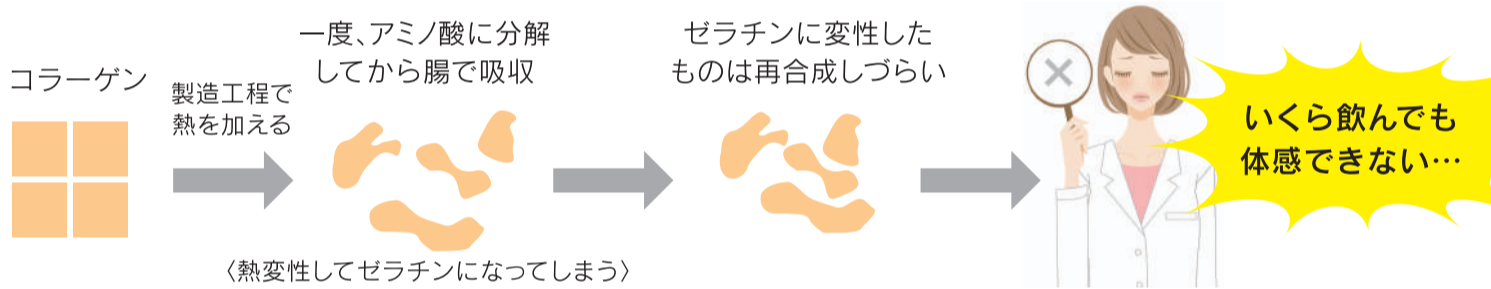 コラーゲン
製造工程で
熱を加える
一度、アミノ酸に分解
してから腸で吸収
〈熱変性してゼラチンになってしまう〉
ゼラチンに変性した
ものは再合成しづらい
いくら飲んでも
体感できない…